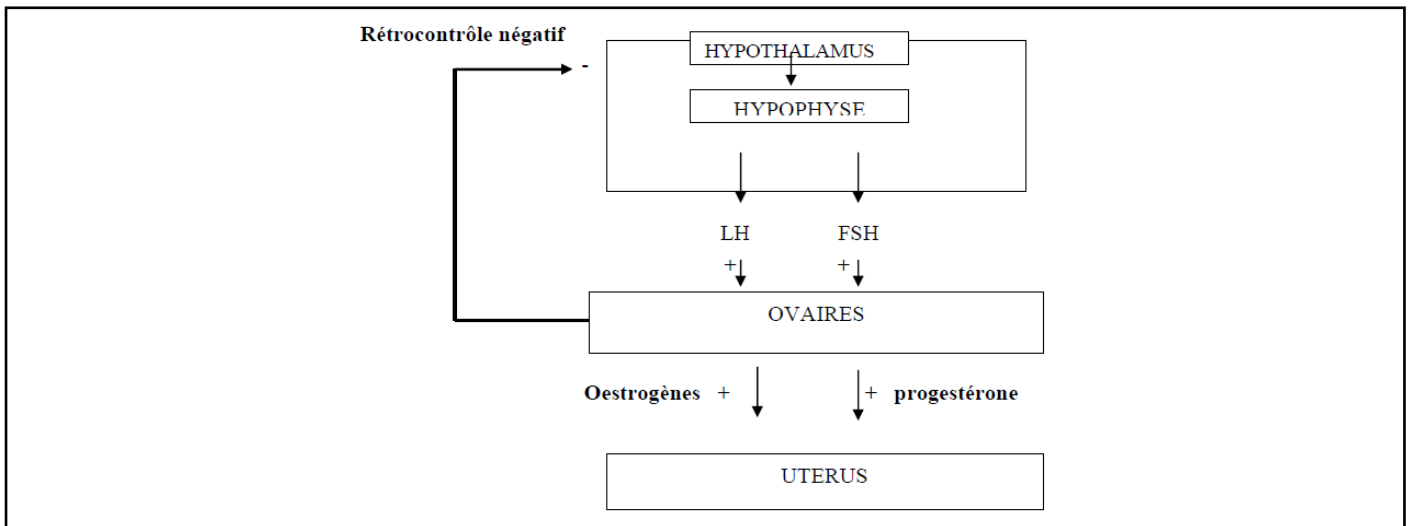 Rétrocontrôle négatif
HYPOTHALAMUS
-
HYPOPHYSE
LH FSH
+ +
OVAIRES
Oestrogènes + + progestérone
UTERUS